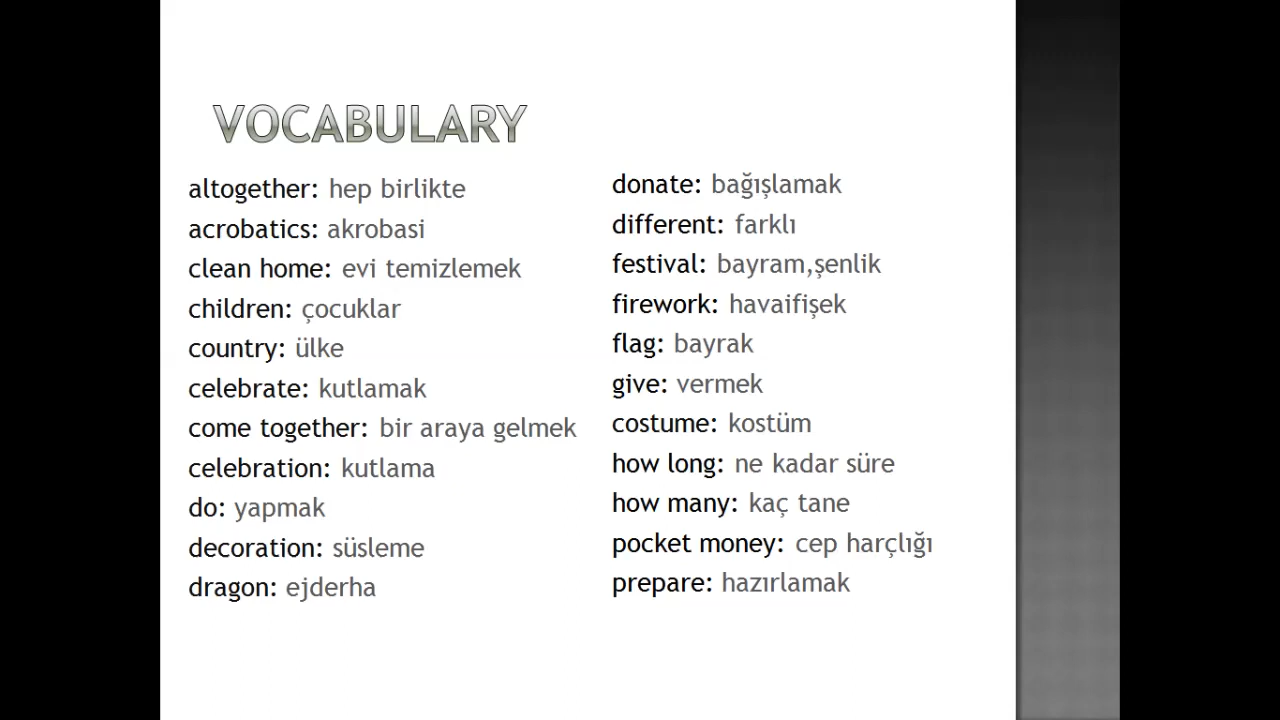 VOCABULARY
altogether: hep birlikte
acrobatics: akrobasi
clean home: evi temizlemek
children: çocuklar
country: ülke
celebrate: kutlamak
come together: bir araya gelmek
celebration: kutlama
do: yapmak
decoration: süsleme
dragon: ejderha
donate: bağışlamak
different: farklı
festival: bayram,şenlik
firework: havaifişek
flag: bayrak
give: vermek
costume: kostüm
how long: ne kadar süre
how many: kaç tane
pocket money: cep harçlığı
prepare: hazırlamak